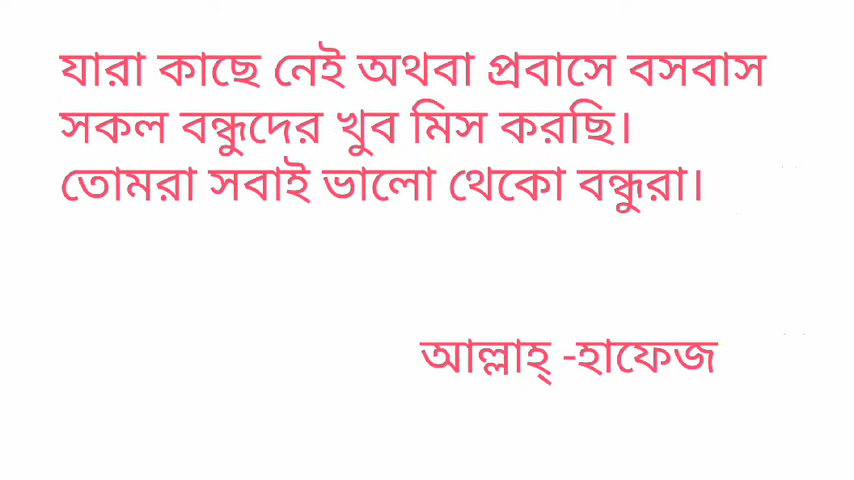 যারা কাছে নেই অথবা প্রবাসে বসবাস
সকল বন্ধুদের খুব মিস করছি।
তোমরা সবাই ভালো থেকো বন্ধুরা।
আল্লাহ্ -হাফেজ